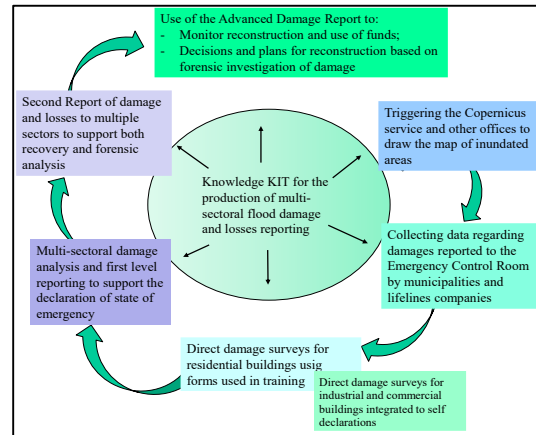 Use of the Advanced Damage Report to:
- Monitor reconstruction and use of funds;
- Decisions and plans for reconstruction based on
forensic investigation of damage
Second Report of damage
and losses to multiple
sectors to support both
recovery and forensic
analysis
Triggering the Copernicus
service and other offices to
draw the map of inundated
areas
Knowledge KIT for the
production of multi-
sectoral flood damage
and losses reporting
Multi-sectoral damage
analysis and first level
reporting to support the
declaration of state of
emergency
Collecting data regarding
damages reported to the
Emergency Control Room
by municipalities and
lifelines companies
Direct damage surveys for
residential buildings usig
forms used in training
Direct damage surveys for
industrial and commercial
buildings integrated to self
declarations